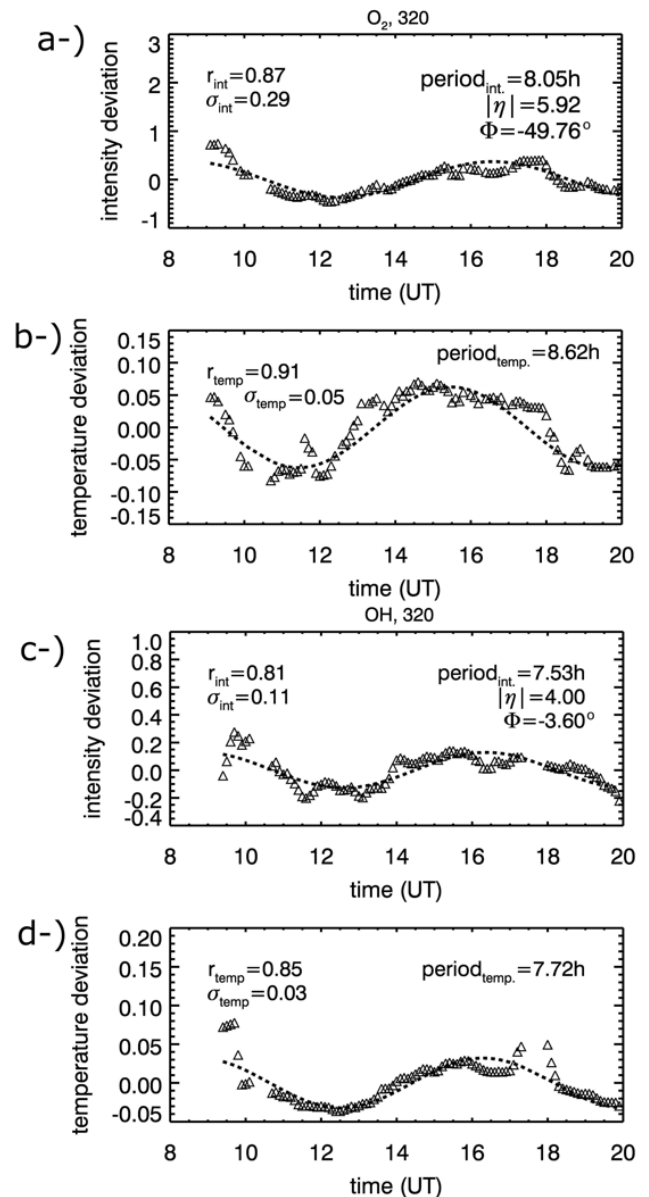 O₂, 320
a-)
intensity deviation
3
2
1
0
-1
r_int=0.87
σ_int=0.29
period_int.=8.05h
|η|=5.92
Φ=-49.76°
8 10 12 14 16 18 20
time (UT)
b-)
temperature deviation
0.15
0.10
0.05
0.00
-0.05
-0.10
-0.15
r_temp=0.91
σ_temp=0.05
period_temp.=8.62h
8 10 12 14 16 18 20
time (UT)
OH, 320
c-)
intensity deviation
1.0
0.8
0.6
0.4
0.2
0.0
-0.2
-0.4
r_int=0.81
σ_int=0.11
period_int.=7.53h
|η|=4.00
Φ=-3.60°
8 10 12 14 16 18 20
time (UT)
d-)
temperature deviation
0.20
0.15
0.10
0.05
0.00
-0.05
r_temp=0.85
σ_temp=0.03
period_temp.=7.72h
8 10 12 14 16 18 20
time (UT)